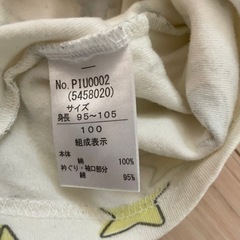 No.PIU0002
(5458020)
サイズ
身長 95~105
100
組成表示
本体
綿 100%
衿ぐり・袖口部分
綿 95%